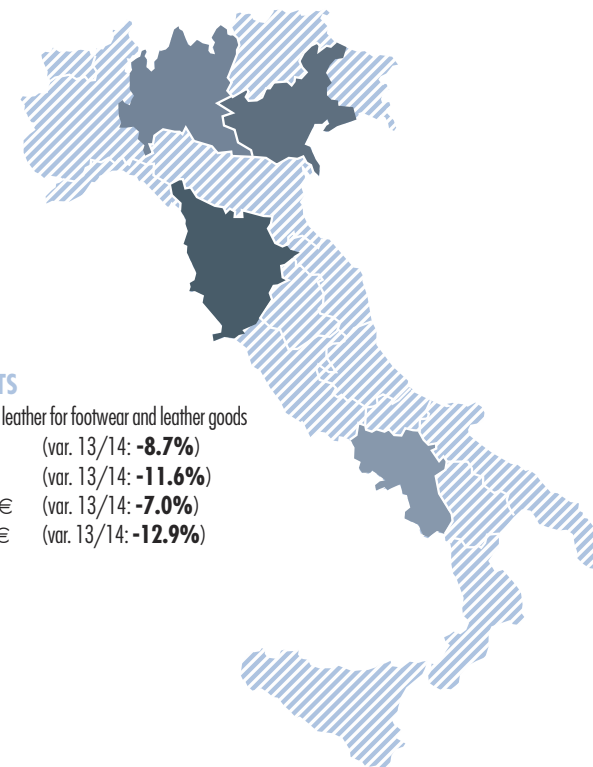 TS
leather for footwear and leather goods
(var. 13/14: -8.7%)
(var. 13/14: -11.6%)
€ (var. 13/14: -7.0%)
€ (var. 13/14: -12.9%)